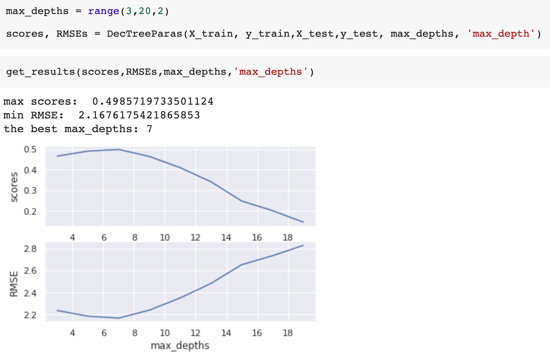 max_depths = range(3,20,2)
scores, RMSEs = DecTreeParas(X_train, y_train,X_test,y_test, max_depths, 'max_depth')
get_results(scores,RMSEs,max_depths,'max_depths')
max scores:  0.4985719733501124
min RMSE:  2.1676175421865853
the best max_depths: 7
0.5
0.4
0.3
0.2
scores
4 6 8 10 12 14 16 18
2.8
2.6
2.4
2.2
RMSE
4 6 8 10 12 14 16 18
max_depths